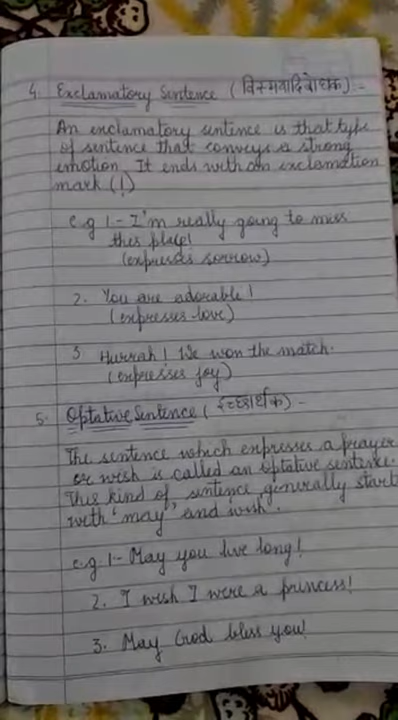 4. Exclamatory Sentence (विस्मयादिबोधक) :-
An exclamatory sentence is that type
of sentence that conveys a strong
emotion. It ends with an exclamation
mark (!)
e.g 1- I'm really going to miss
this place!
(expresses sorrow)
2. You are adorable!
(expresses love)
3. Hurrah! We won the match.
(expresses joy)
5. Optative Sentence (इच्छार्थक) -
The sentence which expresses a prayer
or wish is called an optative sentence.
This kind of sentence generally start
with 'may' and wish'.
e.g. 1- May you live long!
2. I wish I were a princess!
3. May God bless you!